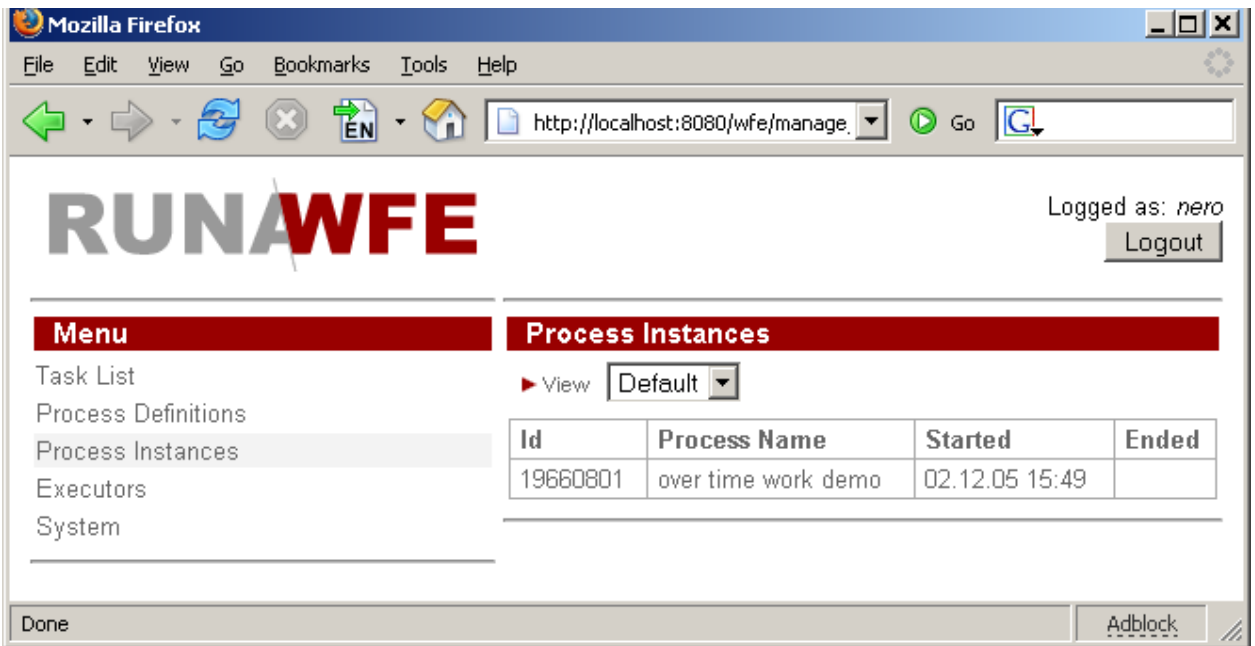 Mozilla Firefox
File Edit View Go Bookmarks Tools Help
EN http://localhost:8080/wfe/manage. Go G
RUNAWFE
Logged as: nero
Logout
Menu
Task List
Process Definitions
Process Instances
Executors
System
Process Instances
View Default
Id Process Name Started Ended
19660801 over time work demo 02.12.05 15:49
Done Adblock